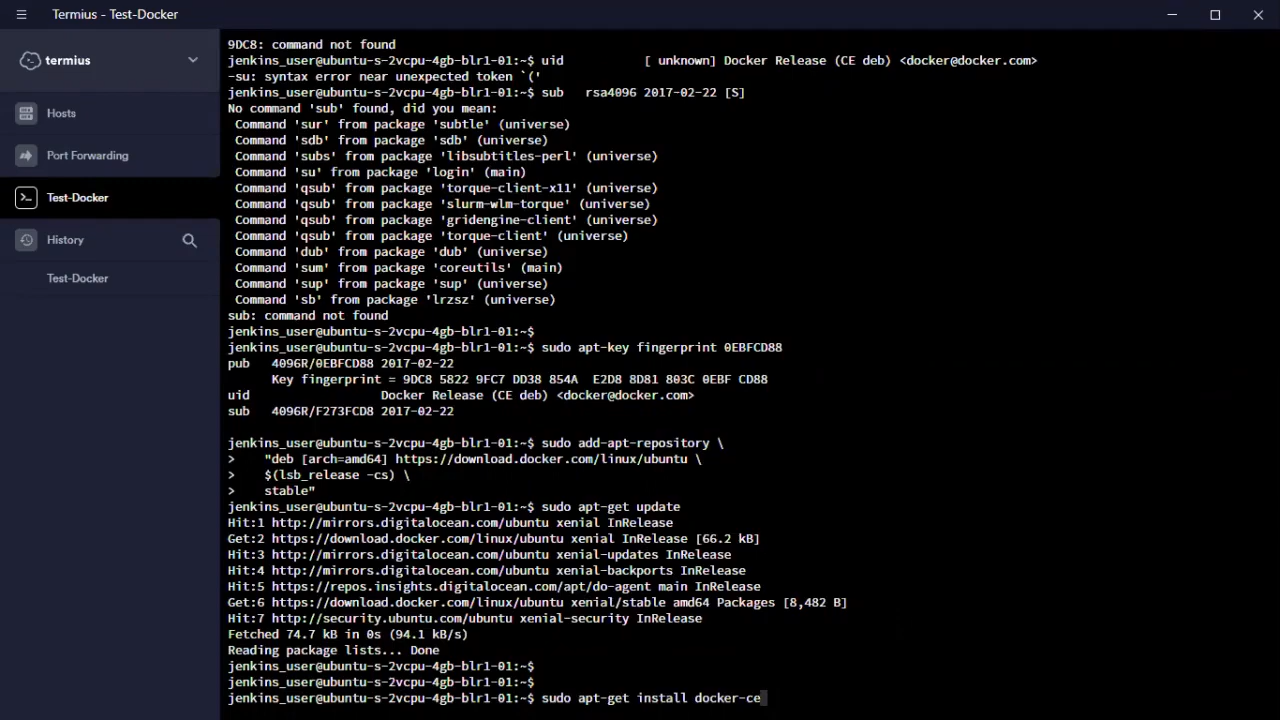 Termius - Test-Docker
termius
Hosts
Port Forwarding
Test-Docker
History
Test-Docker
9DC8: command not found
jenkins_user@ubuntu-s-2vcpu-4gb-blr1-01:~$ uid           [ unknown] Docker Release (CE deb) <docker@docker.com>
-su: syntax error near unexpected token `('
jenkins_user@ubuntu-s-2vcpu-4gb-blr1-01:~$ sub   rsa4096 2017-02-22 [S]
No command 'sub' found, did you mean:
 Command 'sur' from package 'subtle' (universe)
 Command 'sdb' from package 'sdb' (universe)
 Command 'subs' from package 'libsubtitles-perl' (universe)
 Command 'su' from package 'login' (main)
 Command 'qsub' from package 'torque-client-x11' (universe)
 Command 'qsub' from package 'slurm-wlm-torque' (universe)
 Command 'qsub' from package 'gridengine-client' (universe)
 Command 'qsub' from package 'torque-client' (universe)
 Command 'dub' from package 'dub' (universe)
 Command 'sum' from package 'coreutils' (main)
 Command 'sup' from package 'sup' (universe)
 Command 'sb' from package 'lrzsz' (universe)
sub: command not found
jenkins_user@ubuntu-s-2vcpu-4gb-blr1-01:~$
jenkins_user@ubuntu-s-2vcpu-4gb-blr1-01:~$ sudo apt-key fingerprint 0EBFCD88
pub   4096R/0EBFCD88 2017-02-22
      Key fingerprint = 9DC8 5822 9FC7 DD38 854A  E2D8 8D81 803C 0EBF CD88
uid                  Docker Release (CE deb) <docker@docker.com>
sub   4096R/F273FCD8 2017-02-22
jenkins_user@ubuntu-s-2vcpu-4gb-blr1-01:~$ sudo add-apt-repository \
>    "deb [arch=amd64] https://download.docker.com/linux/ubuntu \
>    $(lsb_release -cs) \
>    stable"
jenkins_user@ubuntu-s-2vcpu-4gb-blr1-01:~$ sudo apt-get update
Hit:1 http://mirrors.digitalocean.com/ubuntu xenial InRelease
Get:2 https://download.docker.com/linux/ubuntu xenial InRelease [66.2 kB]
Hit:3 http://mirrors.digitalocean.com/ubuntu xenial-updates InRelease
Hit:4 http://mirrors.digitalocean.com/ubuntu xenial-backports InRelease
Hit:5 https://repos.insights.digitalocean.com/apt/do-agent main InRelease
Get:6 https://download.docker.com/linux/ubuntu xenial/stable amd64 Packages [8,482 B]
Hit:7 http://security.ubuntu.com/ubuntu xenial-security InRelease
Fetched 74.7 kB in 0s (94.1 kB/s)
Reading package lists... Done
jenkins_user@ubuntu-s-2vcpu-4gb-blr1-01:~$
jenkins_user@ubuntu-s-2vcpu-4gb-blr1-01:~$
jenkins_user@ubuntu-s-2vcpu-4gb-blr1-01:~$ sudo apt-get install docker-ce